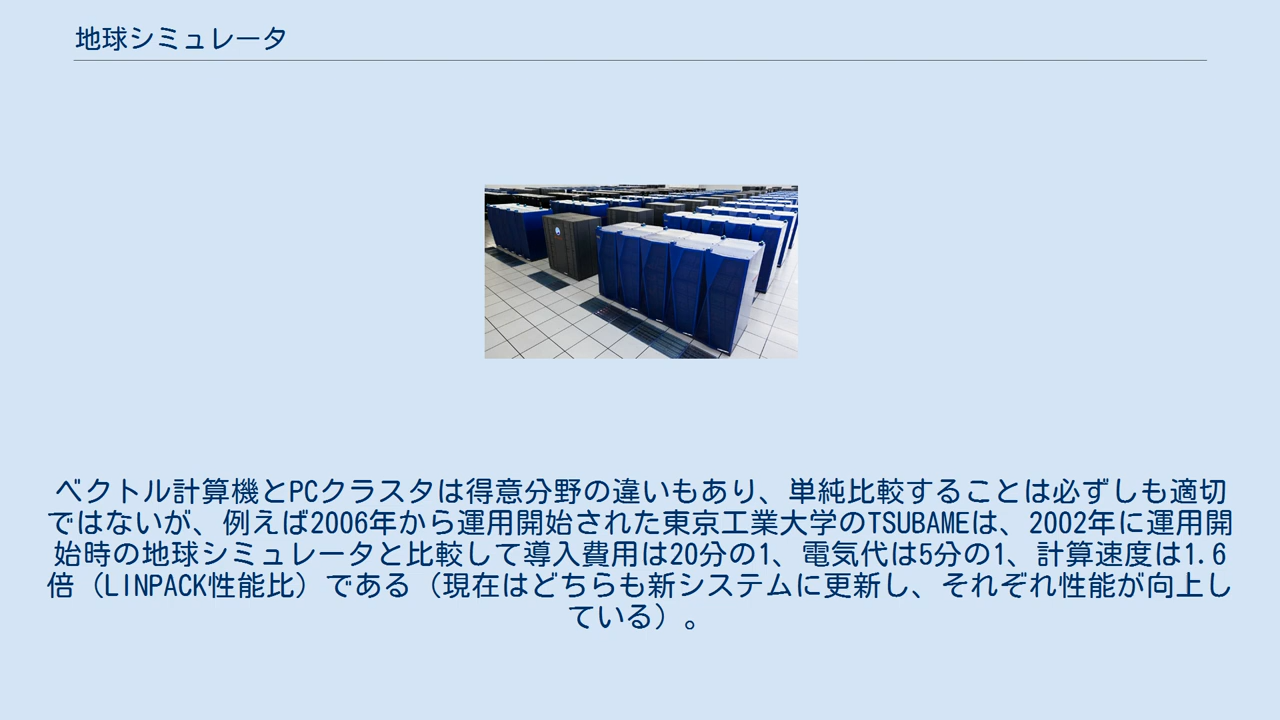 地球シミュレータ
ベクトル計算機とPCクラスタは得意分野の違いもあり、単純比較することは必ずしも適切
ではないが、例えば2006年から運用開始された東京工業大学のTSUBAMEは、2002年に運用開
始時の地球シミュレータと比較して導入費用は20分の1、電気代は5分の1、計算速度は1.6
倍（LINPACK性能比）である（現在はどちらも新システムに更新し、それぞれ性能が向上し
ている）。